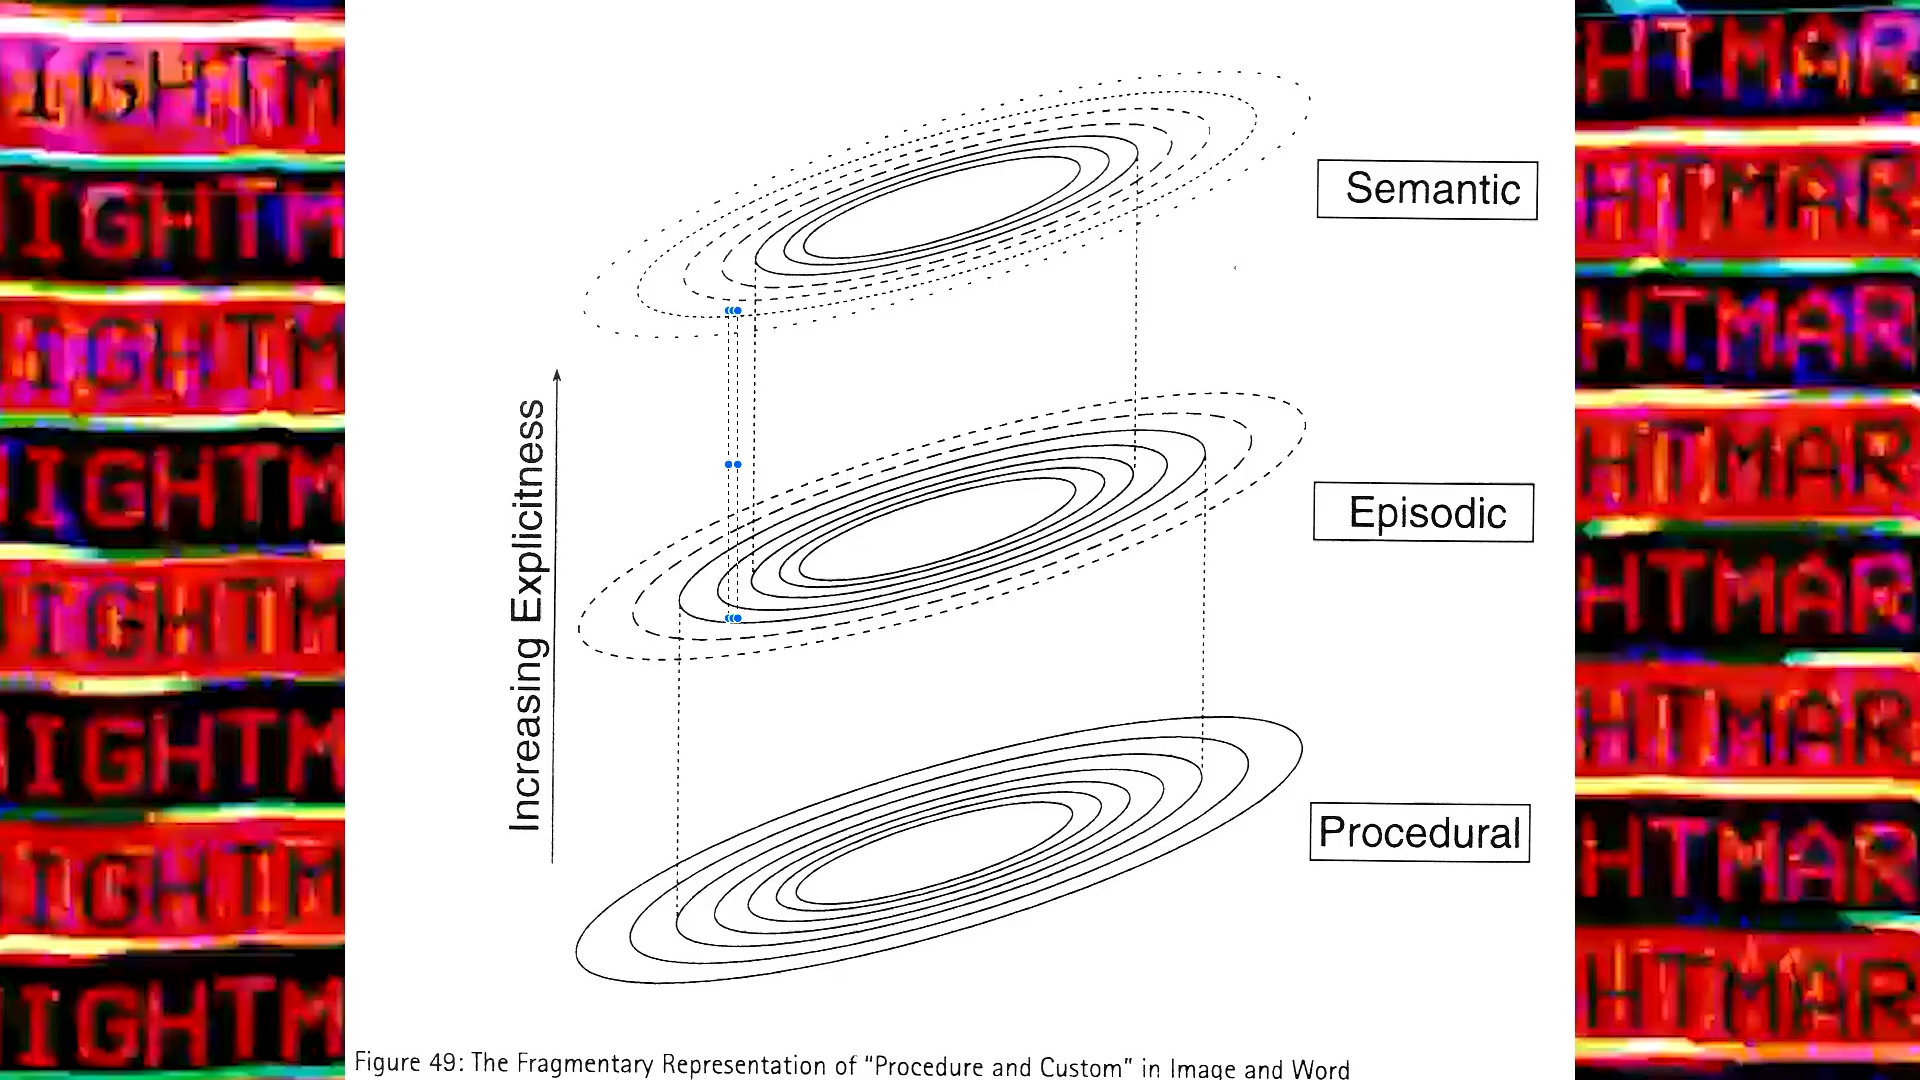 IGHTM
HTMAR
IGHTM
HTMAR
Semantic
IGHTM
HTMAR
IGHTM
HTMAR
Increasing Explicitness
Episodic
IGHTM
HTMAR
IGHTM
HTMAR
Procedural
IGHTM
HTMAR
IGHTM
HTMAR
Figure 49: The Fragmentary Representation of “Procedure and Custom” in Image and Word